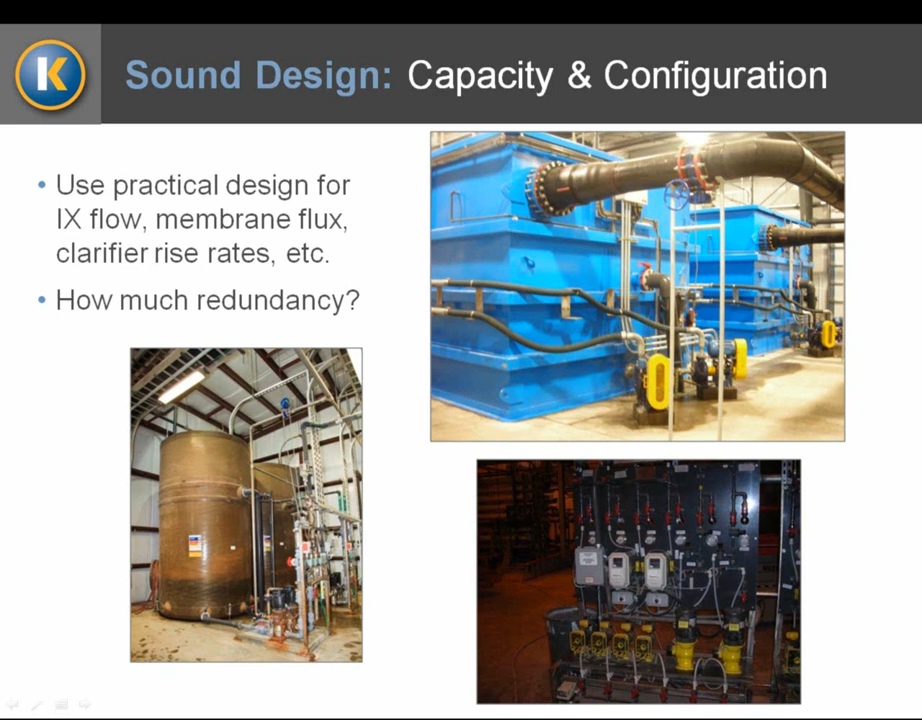 K
Sound Design: Capacity & Configuration
• Use practical design for
IX flow, membrane flux,
clarifier rise rates, etc.
• How much redundancy?